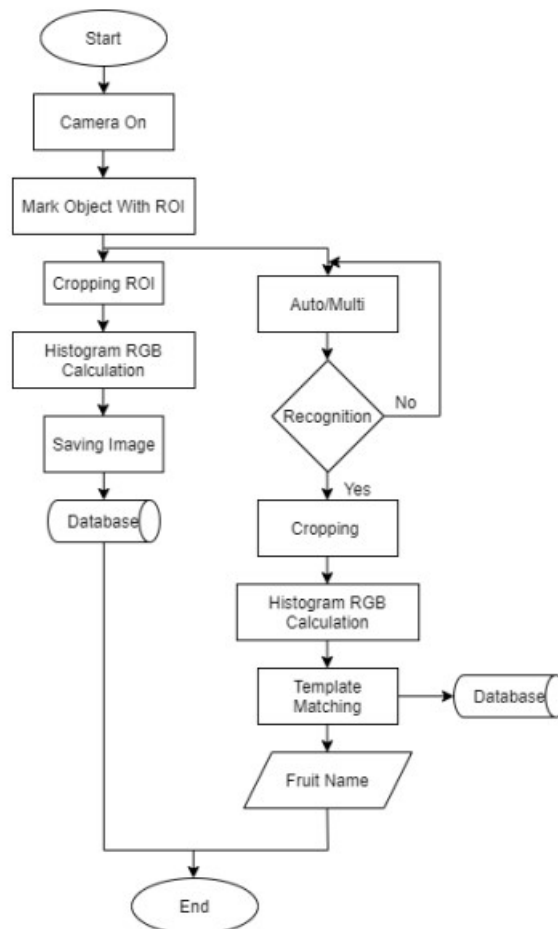 Start
Camera On
Mark Object With ROI
Cropping ROI
Histogram RGB
Calculation
Saving Image
Database
Auto/Multi
Recognition
No
Yes
Cropping
Histogram RGB
Calculation
Template
Matching
Database
Fruit Name
End